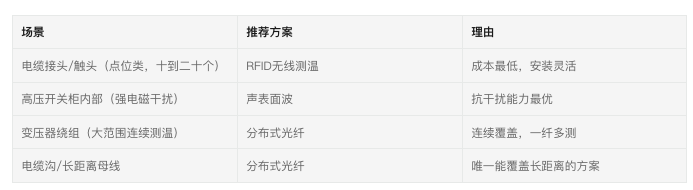 场景 推荐方案 理由
电缆接头/触头（点位类，十到二十个） RFID无线测温 成本最低，安装灵活
高压开关柜内部（强电磁干扰） 声表面波 抗干扰能力最优
变压器绕组（大范围连续测温） 分布式光纤 连续覆盖，一纤多测
电缆沟/长距离母线 分布式光纤 唯一能覆盖长距离的方案